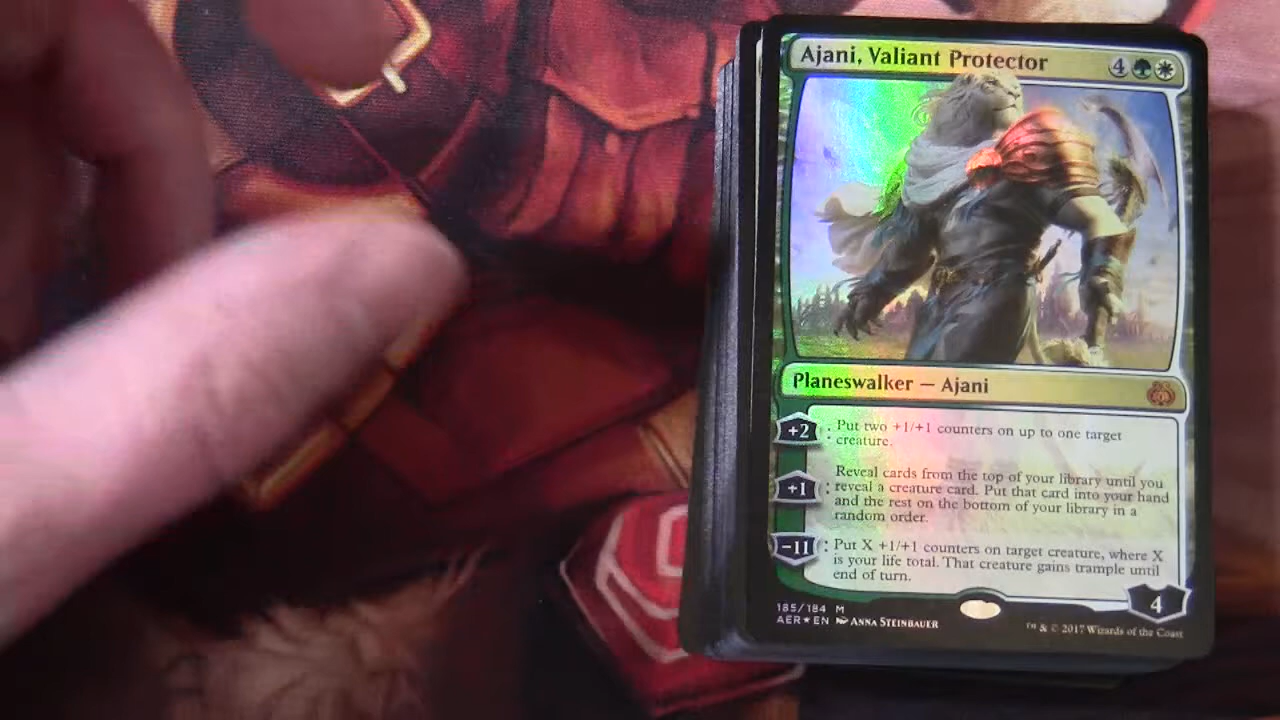 Ajani, Valiant Protector 4
Planeswalker — Ajani
+2 : Put two +1/+1 counters on up to one target
creature.
Reveal cards from the top of your library until you
+1 : reveal a creature card. Put that card into your hand
and the rest on the bottom of your library in a
random order.
-11 : Put X +1/+1 counters on target creature, where X
is your life total. That creature gains trample until
end of turn.
4
185/184 M
AER★EN Anna Steinbauer
™ & © 2017 Wizards of the Coast